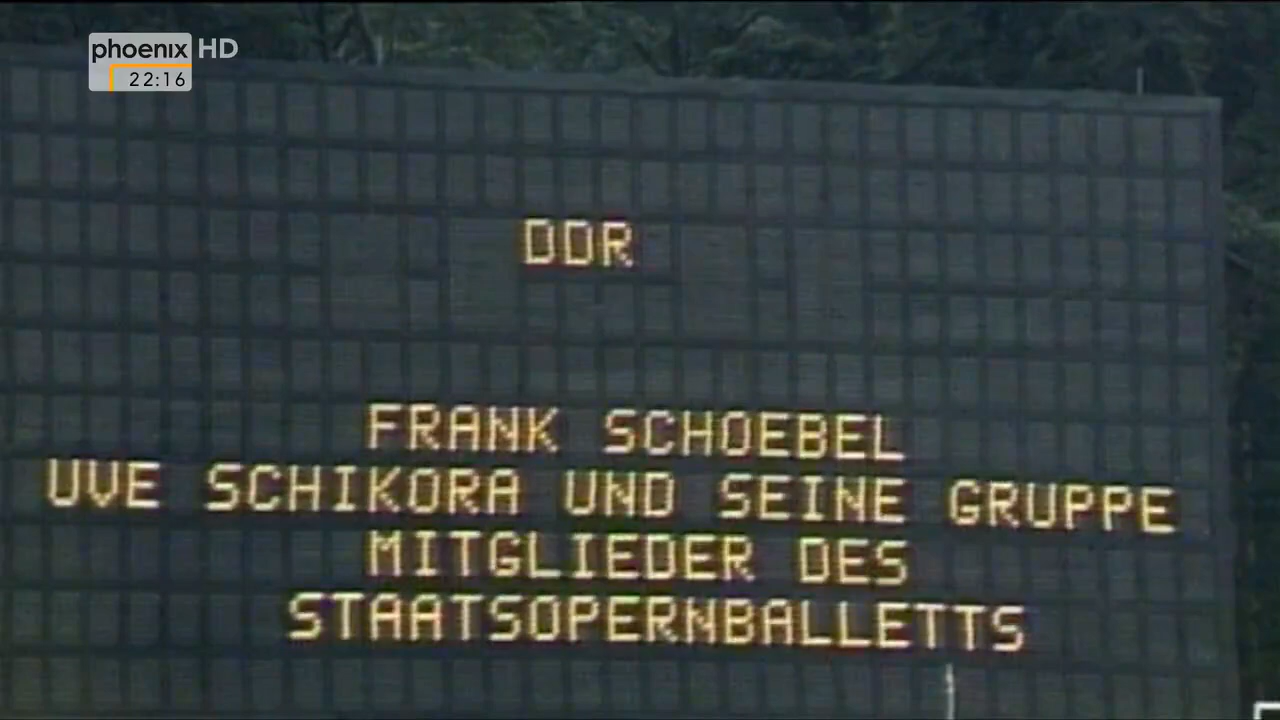 phoenix HD
22:16
DDR
FRANK SCHOEBEL
UVE SCHIKORA UND SEINE GRUPPE
MITGLIEDER DES
STAATSOPERNBALLETTS